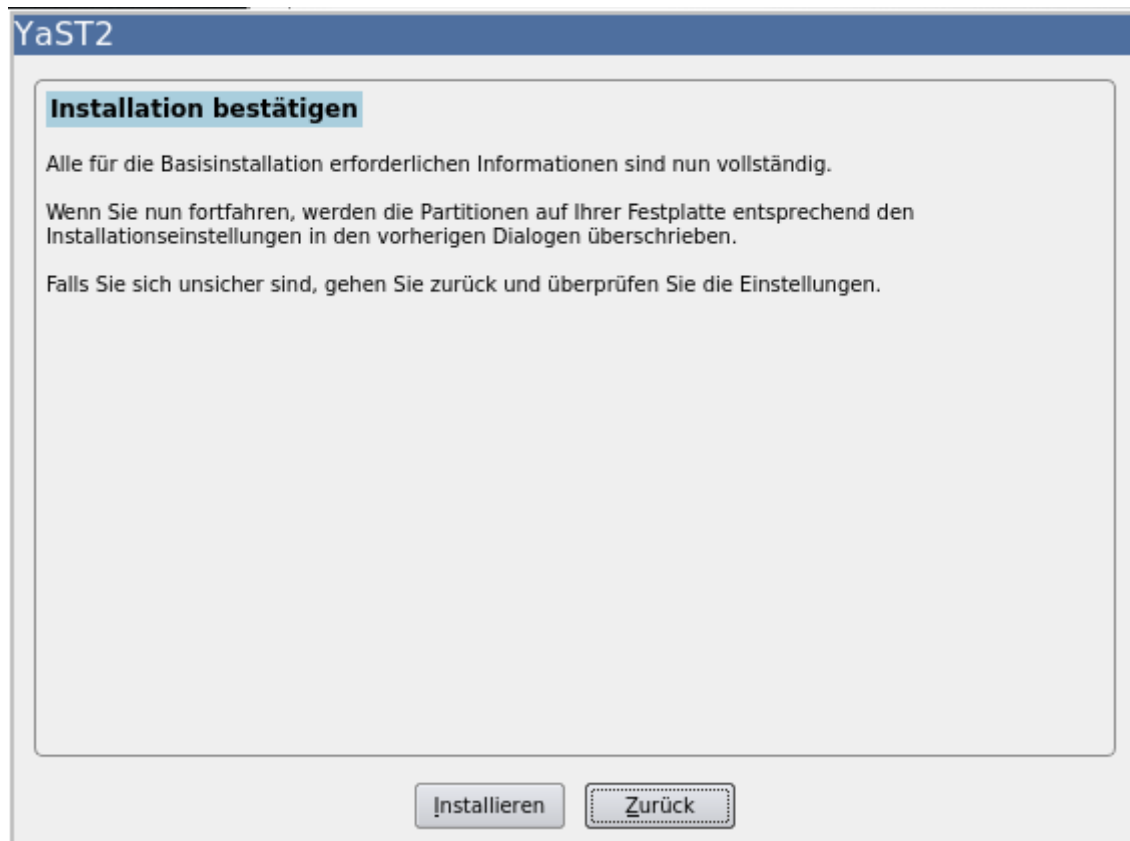 YaST2
Installation bestätigen
Alle für die Basisinstallation erforderlichen Informationen sind nun vollständig.
Wenn Sie nun fortfahren, werden die Partitionen auf Ihrer Festplatte entsprechend den
Installationseinstellungen in den vorherigen Dialogen überschrieben.
Falls Sie sich unsicher sind, gehen Sie zurück und überprüfen Sie die Einstellungen.
Installieren
Zurück